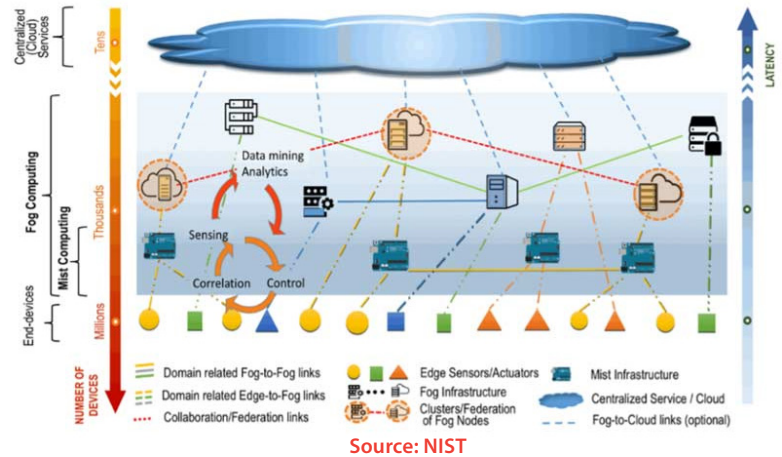 Centralized
(Cloud)
Services
Tens
LATENCY
Fog Computing
Thousands
Mist Computing
Data mining
Analytics
Sensing
Correlation
Control
End-devices
Millions
NUMBER OF
DEVICES
Domain related Fog-to-Fog links
Domain related Edge-to-Fog links
Collaboration/Federation links
Edge Sensors/Actuators
Fog Infrastructure
Clusters/Federation
of Fog Nodes
Mist Infrastructure
Centralized Service / Cloud
Fog-to-Cloud links (optional)
Source: NIST